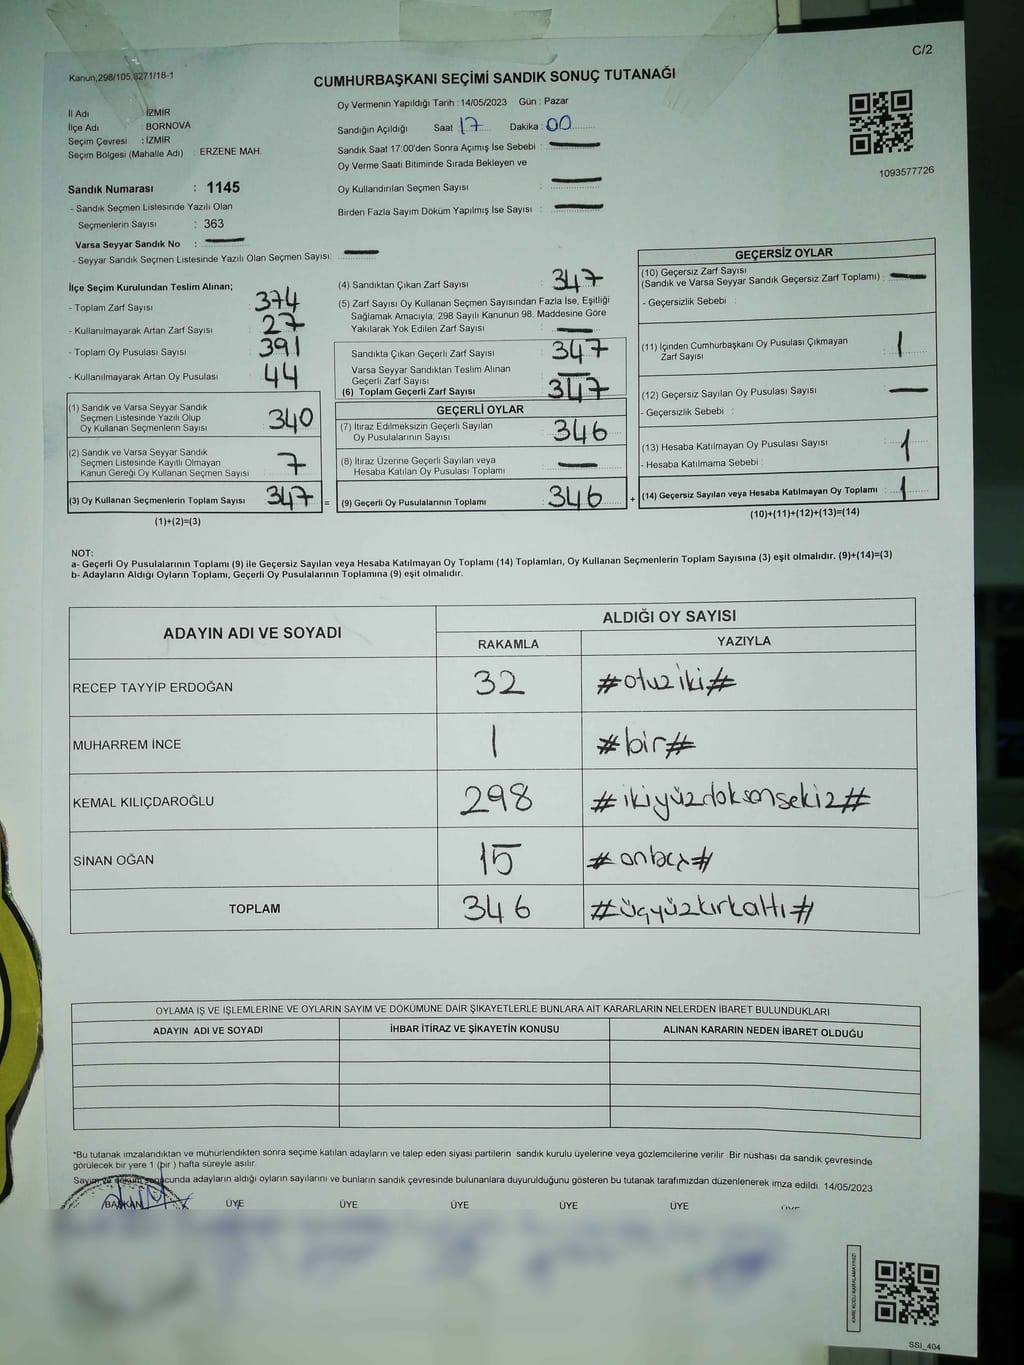 C/2
Kanun;298/105,6271/18-1
CUMHURBAŞKANI SEÇİMİ SANDIK SONUÇ TUTANAĞI
İl Adı : İZMİR
İlçe Adı : BORNOVA
Seçim Çevresi : İZMİR
Seçim Bölgesi (Mahalle Adı) : ERZENE MAH.
Oy Vermenin Yapıldığı Tarih : 14/05/2023 Gün : Pazar
Sandığın Açıldığı Saat : 17 Dakika : 00
Sandık Saat 17:00'den Sonra Açımış İse Sebebi :
Oy Verme Saati Bitiminde Sırada Bekleyen ve
Oy Kullandırılan Seçmen Sayısı :
Birden Fazla Sayım Döküm Yapılmış İse Sayısı :
1093577726
Sandık Numarası : 1145
- Sandık Seçmen Listesinde Yazılı Olan
Seçmenlerin Sayısı : 363
Varsa Seyyar Sandık No :
- Seyyar Sandık Seçmen Listesinde Yazılı Olan Seçmen Sayısı:
İlçe Seçim Kurulundan Teslim Alınan;
- Toplam Zarf Sayısı 374
- Kullanılmayarak Artan Zarf Sayısı 27
- Toplam Oy Pusulası Sayısı 391
- Kullanılmayarak Artan Oy Pusulası 44
(1) Sandık ve Varsa Seyyar Sandık
Seçmen Listesinde Yazılı Olup
Oy Kullanan Seçmenlerin Sayısı 340
(2) Sandık ve Varsa Seyyar Sandık
Seçmen Listesinde Kayıtlı Olmayan
Kanun Gereği Oy Kullanan Seçmen Sayısı 7
(3) Oy Kullanan Seçmenlerin Toplam Sayısı 347 =
(1)+(2)=(3)
(4) Sandıktan Çıkan Zarf Sayısı : 347
(5) Zarf Sayısı Oy Kullanan Seçmen Sayısından Fazla İse, Eşitliği
Sağlamak Amacıyla, 298 Sayılı Kanunun 98. Maddesine Göre
Yakılarak Yok Edilen Zarf Sayısı :
Sandıkta Çıkan Geçerli Zarf Sayısı : 347
Varsa Seyyar Sandıktan Teslim Alınan
Geçerli Zarf Sayısı :
(6) Toplam Geçerli Zarf Sayısı : 347
GEÇERLİ OYLAR
(7) İtiraz Edilmeksizin Geçerli Sayılan
Oy Pusulalarının Sayısı : 346
(8) İtiraz Üzerine Geçerli Sayılan veya
Hesaba Katılan Oy Pusulası Toplamı :
(9) Geçerli Oy Pusulalarının Toplamı : 346 +
GEÇERSİZ OYLAR
(10) Geçersiz Zarf Sayısı
(Sandık ve Varsa Seyyar Sandık Geçersiz Zarf Toplamı) :
- Geçersizlik Sebebi :
(11) İçinden Cumhurbaşkanı Oy Pusulası Çıkmayan
Zarf Sayısı : 1
(12) Geçersiz Sayılan Oy Pusulası Sayısı :
- Geçersizlik Sebebi :
(13) Hesaba Katılmayan Oy Pusulası Sayısı : 1
- Hesaba Katılmama Sebebi :
(14) Geçersiz Sayılan veya Hesaba Katılmayan Oy Toplamı : 1
(10)+(11)+(12)+(13)=(14)
NOT:
a- Geçerli Oy Pusulalarının Toplamı (9) ile Geçersiz Sayılan veya Hesaba Katılmayan Oy Toplamı (14) Toplamları, Oy Kullanan Seçmenlerin Toplam Sayısına (3) eşit olmalıdır. (9)+(14)=(3)
b- Adayların Aldığı Oyların Toplamı, Geçerli Oy Pusulalarının Toplamına (9) eşit olmalıdır.
ADAYIN ADI VE SOYADI ALDIĞI OY SAYISI
RAKAMLA YAZIYLA
RECEP TAYYİP ERDOĞAN 32 #otuziki#
MUHARREM İNCE 1 #bir#
KEMAL KILIÇDAROĞLU 298 #ikiyüzdoksansekiz#
SİNAN OĞAN 15 #onbeş#
TOPLAM 346 #üçyüzkırkaltı#
OYLAMA İŞ VE İŞLEMLERİNE VE OYLARIN SAYIM VE DÖKÜMÜNE DAİR ŞİKAYETLERLE BUNLARA AİT KARARLARIN NELERDEN İBARET BULUNDUKLARI
ADAYIN ADI VE SOYADI İHBAR İTİRAZ VE ŞİKAYETİN KONUSU ALINAN KARARIN NEDEN İBARET OLDUĞU
*Bu tutanak imzalandıktan ve mühürlendikten sonra seçime katılan adayların ve talep eden siyasi partilerin sandık kurulu üyelerine veya gözlemcilerine verilir. Bir nüshası da sandık çevresinde
görülecek bir yere 1 (bir ) hafta süreyle asılır.
Sayım ve döküm sonucunda adayların aldığı oyların sayılarını ve bunların sandık çevresinde bulunanlara duyurulduğunu gösteren bu tutanak tarafımızdan düzenlenerek imza edildi. 14/05/2023
BAŞKAN ÜYE ÜYE ÜYE ÜYE ÜYE
SSI_404